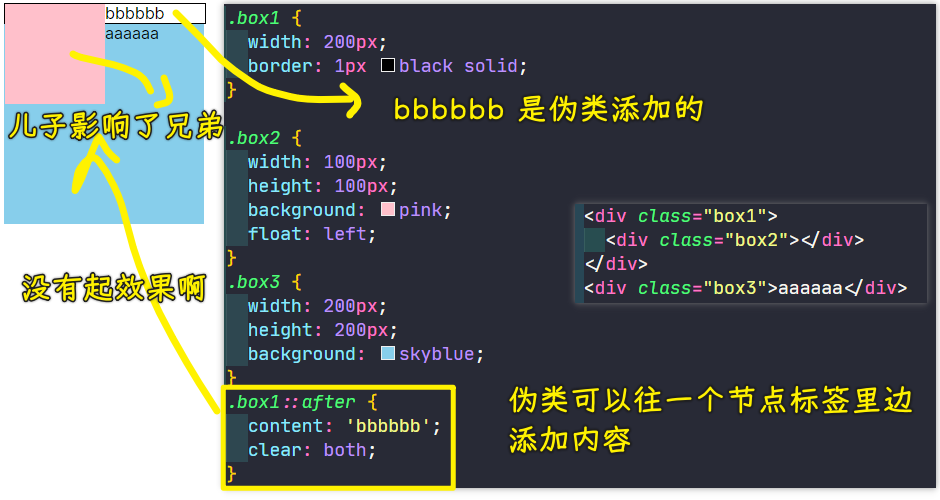 bbbbbb
aaaaaa
儿子影响了兄弟
没有起效果啊
.box1 {
width: 200px;
border: 1px black solid;
}
bbbbbb 是伪类添加的
.box2 {
width: 100px;
height: 100px;
background: pink;
float: left;
}
.box3 {
width: 200px;
height: 200px;
background: skyblue;
}
.box1::after {
content: 'bbbbbb';
clear: both;
}
<div class="box1">
<div class="box2"></div>
</div>
<div class="box3">aaaaaa</div>
伪类可以往一个节点标签里边
添加内容